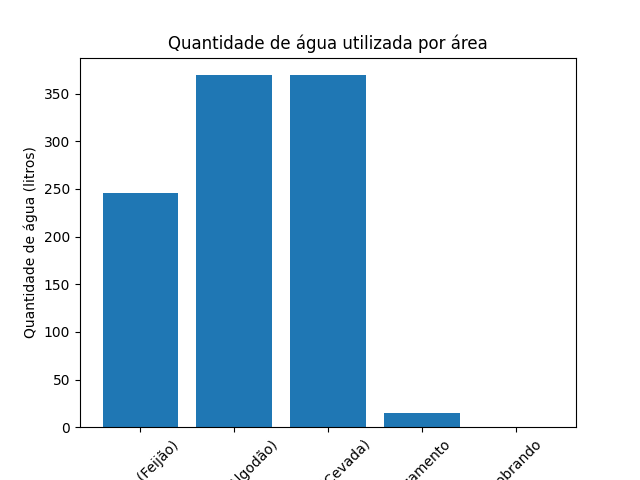 Quantidade de água utilizada por área
Quantidade de água (litros)
350
300
250
200
150
100
50
0
(Feijão)
lgodão)
Cevada)
amento
obrando